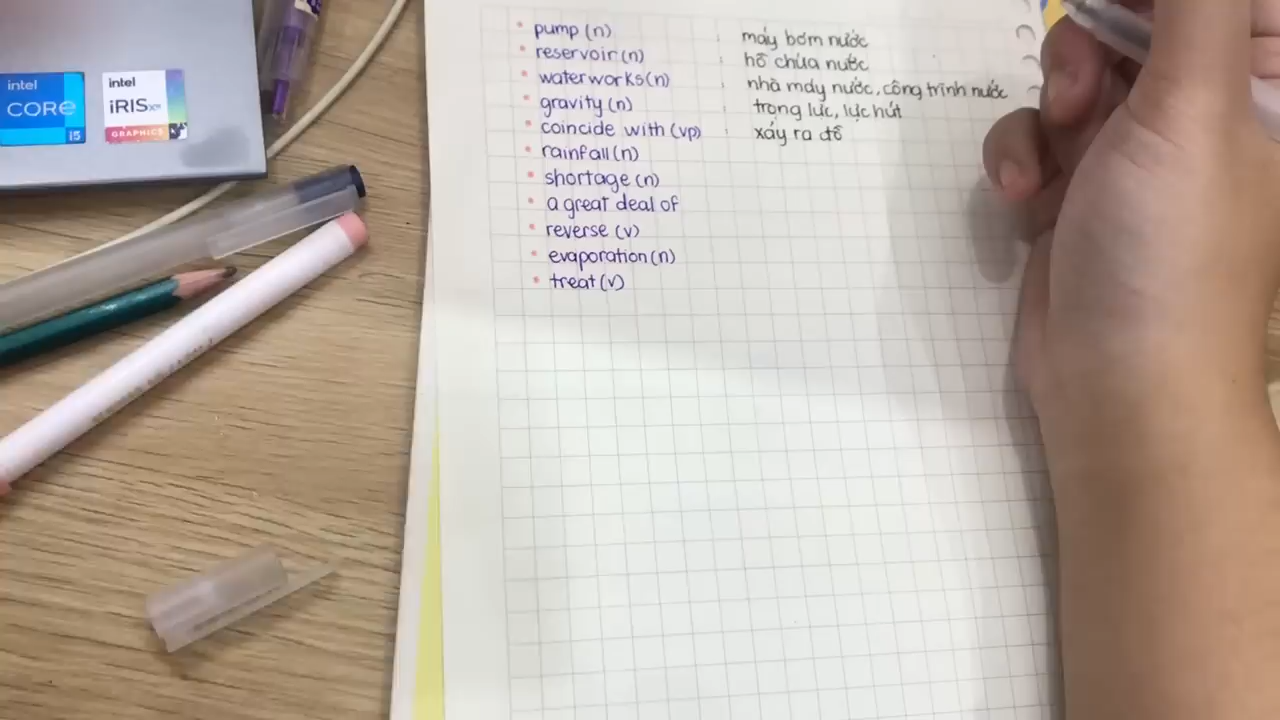 intel
CORE
i5
intel
iRIS Xe
GRAPHICS
• pump (n) : máy bơm nước
• reservoir (n) : hồ chứa nước
• waterworks (n) : nhà máy nước, công trình nước
• gravity (n) : trọng lực, lực hút
• coincide with (vp) : xảy ra đồ
• rainfall (n)
• shortage (n)
• a great deal of
• reverse (v)
• evaporation (n)
• treat (v)